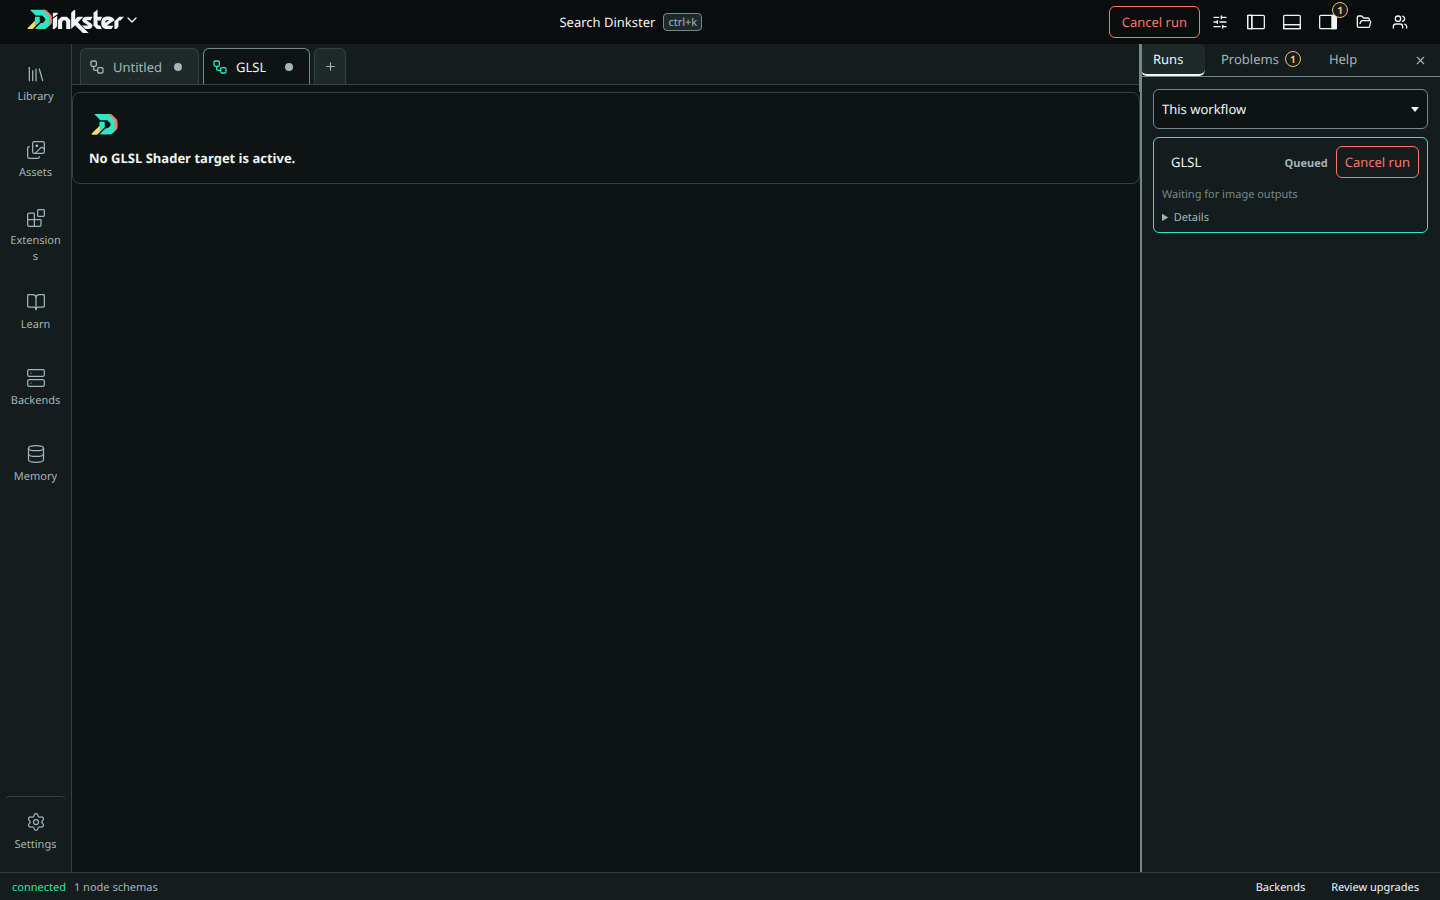 Dinkster
Search Dinkster ctrl+k
Cancel run
1
Library
Assets
Extension
s
Learn
Backends
Memory
Settings
Untitled
GLSL
+
No GLSL Shader target is active.
Runs
Problems 1
Help
This workflow
GLSL
Queued
Cancel run
Waiting for image outputs
Details
connected
1 node schemas
Backends
Review upgrades